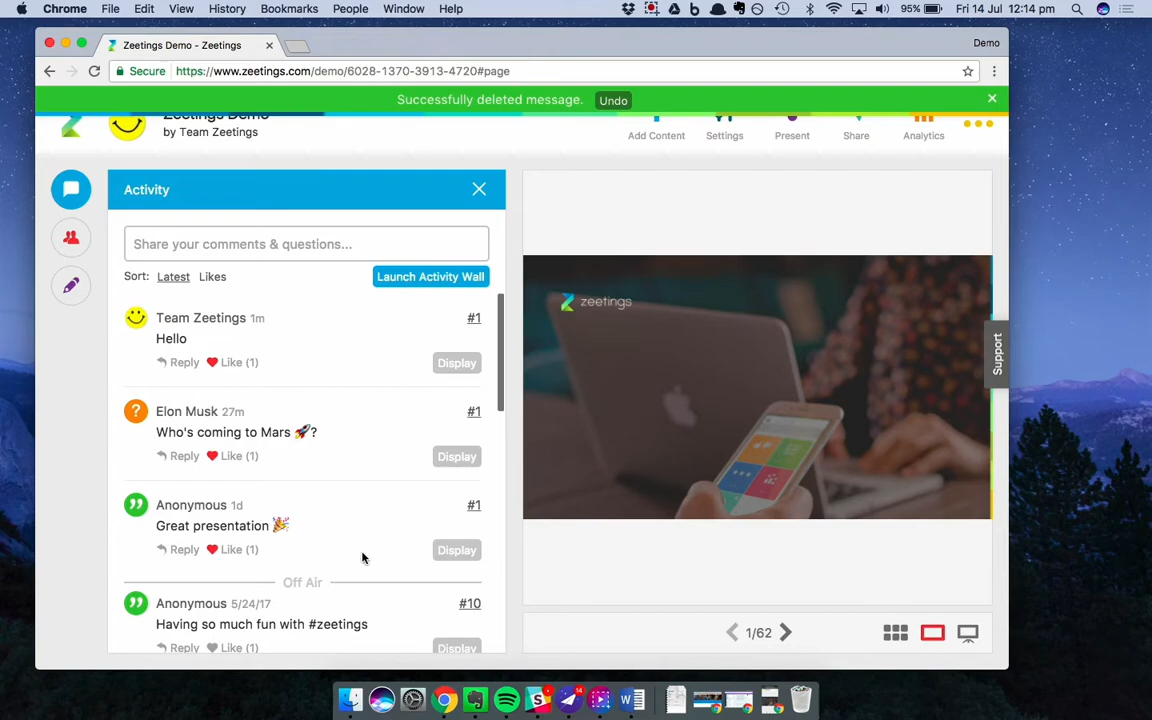 Chrome File Edit View History Bookmarks People Window Help 95% Fri 14 Jul 12:14 pm
Zeetings Demo - Zeetings Demo
Secure https://www.zeetings.com/demo/6028-1370-3913-4720#page
Successfully deleted message. Undo
Zeetings Demo
by Team Zeetings
Add Content Settings Present Share Analytics
Activity
Share your comments & questions...
Sort: Latest Likes Launch Activity Wall
Team Zeetings 1m #1
Hello
Reply Like (1) Display
Elon Musk 27m #1
Who's coming to Mars 🚀?
Reply Like (1) Display
Anonymous 1d #1
Great presentation 🎉
Reply Like (1) Display
Off Air
Anonymous 5/24/17 #10
Having so much fun with #zeetings
Reply Like (1) Display
zeetings
Support
1/62
14